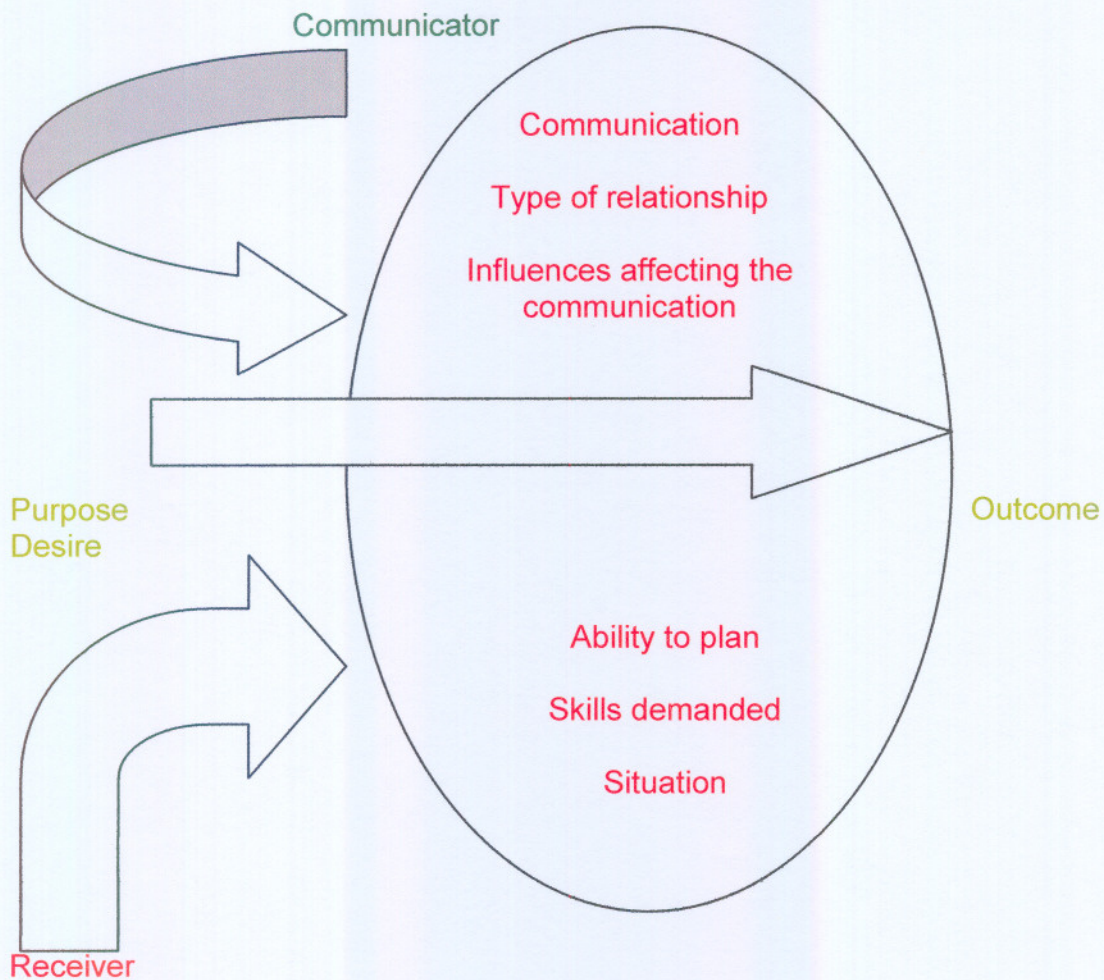 Communicator
Communication
Type of relationship
Influences affecting the
communication
Purpose
Desire
Outcome
Ability to plan
Skills demanded
Situation
Receiver